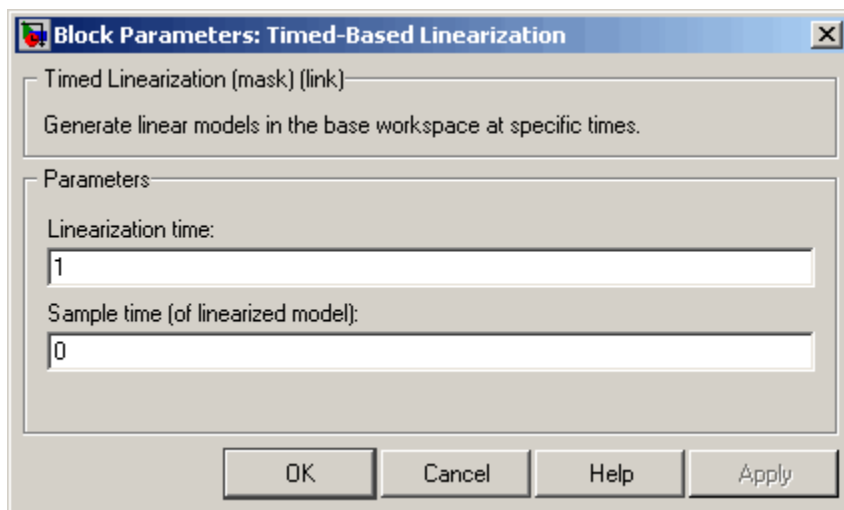 Block Parameters: Timed-Based Linearization
Timed Linearization (mask) (link)
Generate linear models in the base workspace at specific times.
Parameters
Linearization time:
1
Sample time (of linearized model):
0
OK Cancel Help Apply